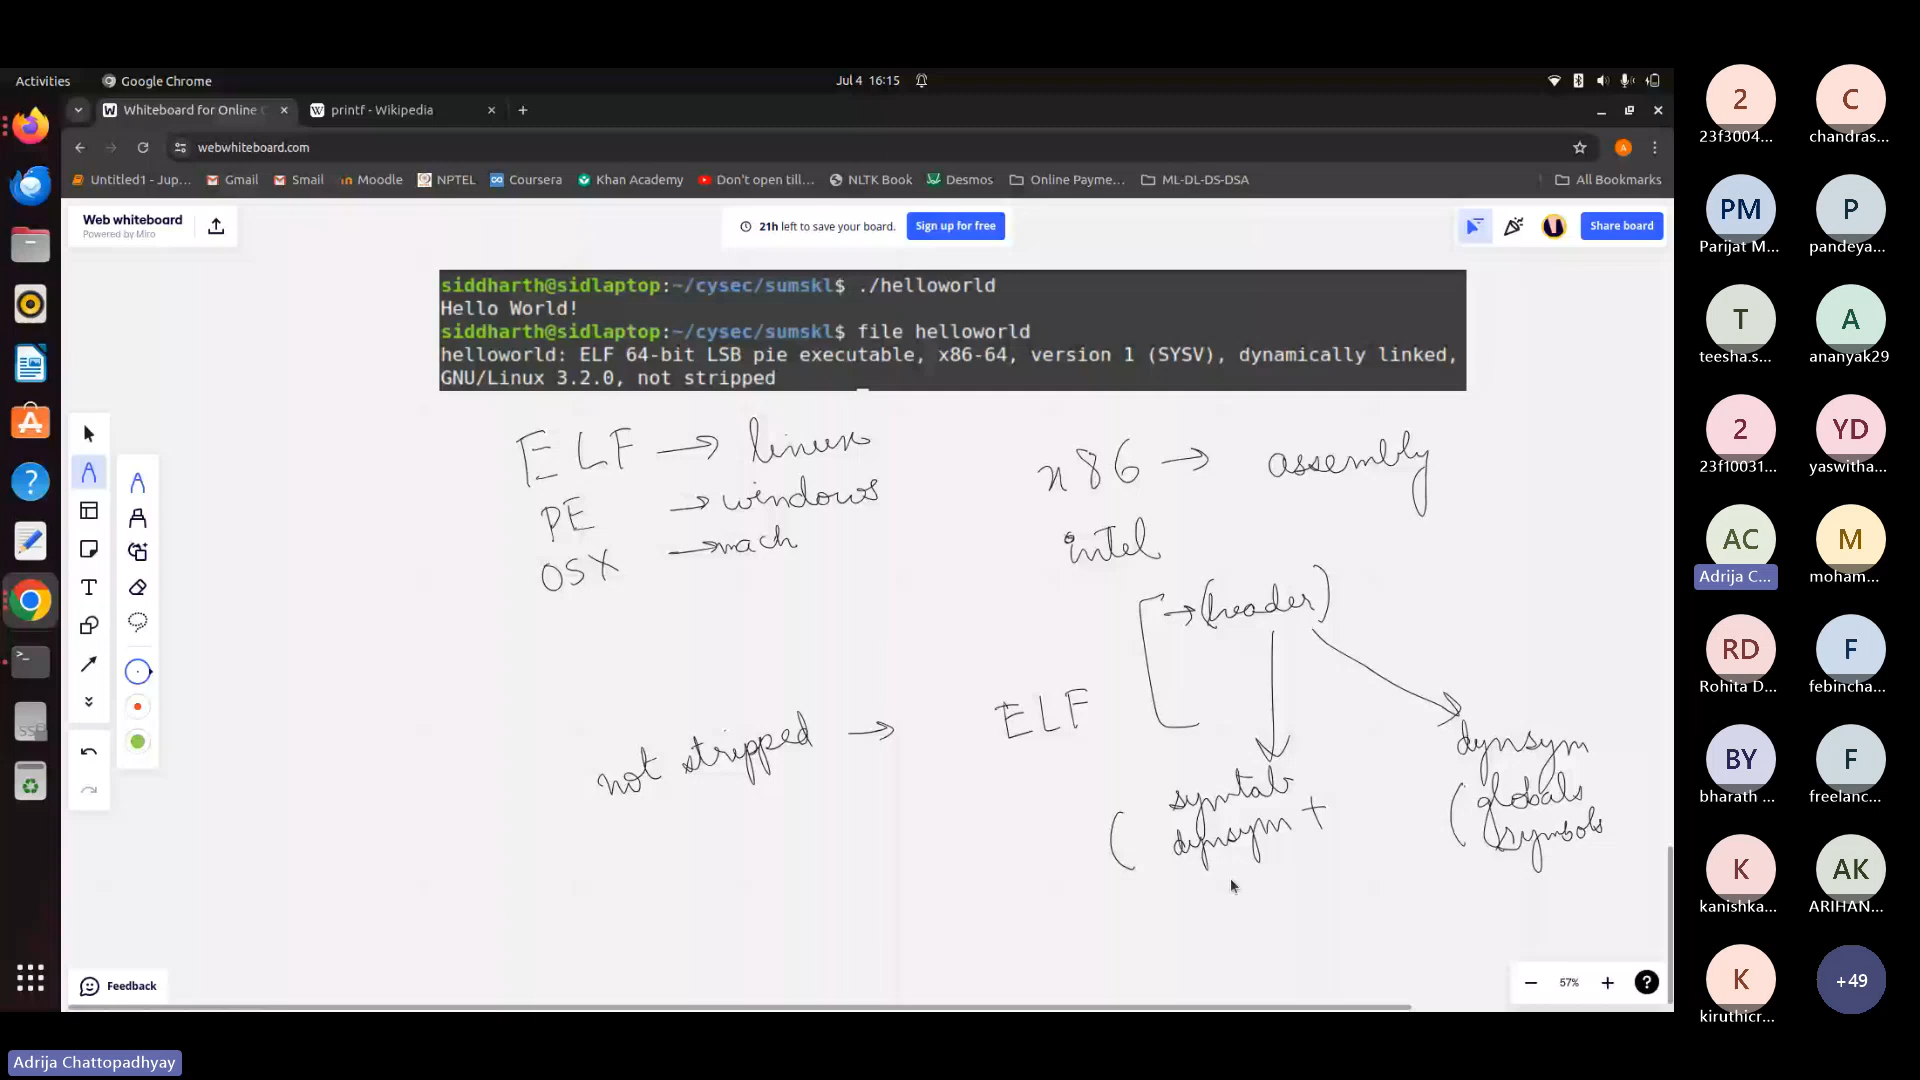 Activities
Google Chrome
Jul 4 16:15
Whiteboard for Online C
printf - Wikipedia
webwhiteboard.com
A
Untitled1 - Jup...
Gmail
Smail
Moodle
NPTEL
Coursera
Khan Academy
Don't open till...
NLTK Book
Desmos
Online Payme...
ML-DL-DS-DSA
All Bookmarks
Web whiteboard
Powered by Miro
21h left to save your board.
Sign up for free
Share board
siddharth@sidlaptop:~/cysec/sumskl$ ./helloworld
Hello World!
siddharth@sidlaptop:~/cysec/sumskl$ file helloworld
helloworld: ELF 64-bit LSB pie executable, x86-64, version 1 (SYSV), dynamically linked,
GNU/Linux 3.2.0, not stripped
ELF → linux
PE → windows
OSX → mach
x86 → assembly
intel
→ (header)
not stripped →
ELF
symtab
( dynsym +
dynsym
( globals
symbols
Feedback
57%
2
23f3004...
C
chandras...
PM
Parijat M...
P
pandeya...
T
teesha.s...
A
ananyak29
2
23f10031...
YD
yaswitha...
AC
Adrija C...
M
moham...
RD
Rohita D...
F
febincha...
BY
bharath ...
F
freelanc...
K
kanishka...
AK
ARIHAN...
K
kiruthicr...
+49
Adrija Chattopadhyay